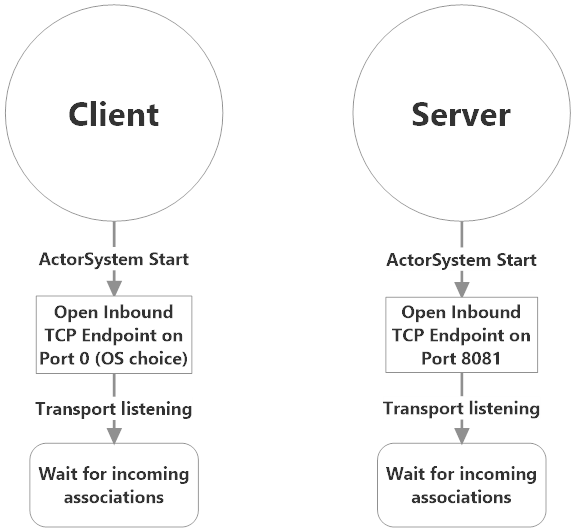 Client
ActorSystem Start
Open Inbound
TCP Endpoint on
Port 0 (OS choice)
Transport listening
Wait for incoming
associations
Server
ActorSystem Start
Open Inbound
TCP Endpoint on
Port 8081
Transport listening
Wait for incoming
associations